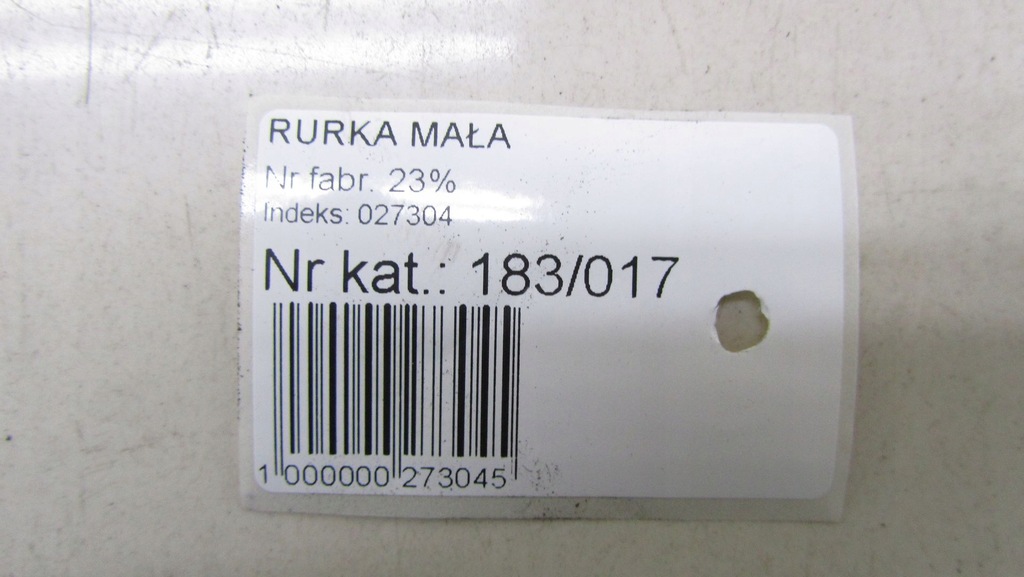 RURKA MAŁA
Nr fabr. 23%
Indeks: 027304
Nr kat.: 183/017
1 000000 273045